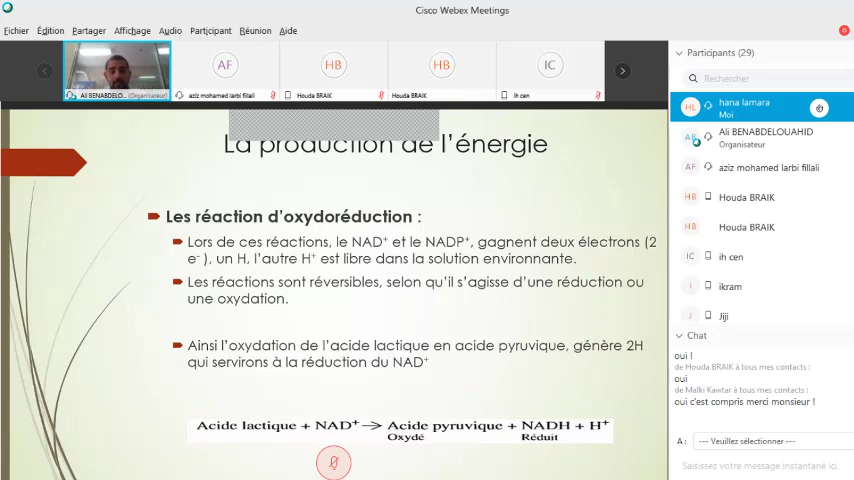 Cisco Webex Meetings
Fichier Édition Partager Affichage Audio Participant Réunion Aide
AF
HB
HB
IC
Ali BENABDELO... (Organisateur)
aziz mohamed larbi fillali
Houda BRAIK
Houda BRAIK
ih cen
La production de l'énergie
Les réaction d'oxydoréduction :
Lors de ces réactions, le NAD⁺ et le NADP⁺, gagnent deux électrons (2
e⁻ ), un H, l'autre H⁺ est libre dans la solution environnante.
Les réactions sont réversibles, selon qu'il s'agisse d'une réduction ou
une oxydation.
Ainsi l'oxydation de l'acide lactique en acide pyruvique, génère 2H
qui servirons à la réduction du NAD⁺
Acide lactique + NAD⁺ → Acide pyruvique + NADH + H⁺
Oxydé Réduit
Participants (29)
Rechercher
HL hana lamara
Moi
AB Ali BENABDELOUAHID
Organisateur
AF aziz mohamed larbi fillali
HB Houda BRAIK
HB Houda BRAIK
IC ih cen
I ikram
J Jiji
Chat
oui !
de Houda BRAIK à tous mes contacts :
oui
de Malki Kawtar à tous mes contacts :
oui c'est compris merci monsieur !
A : --- Veuillez sélectionner ---
Saisissez votre message instantané ici.